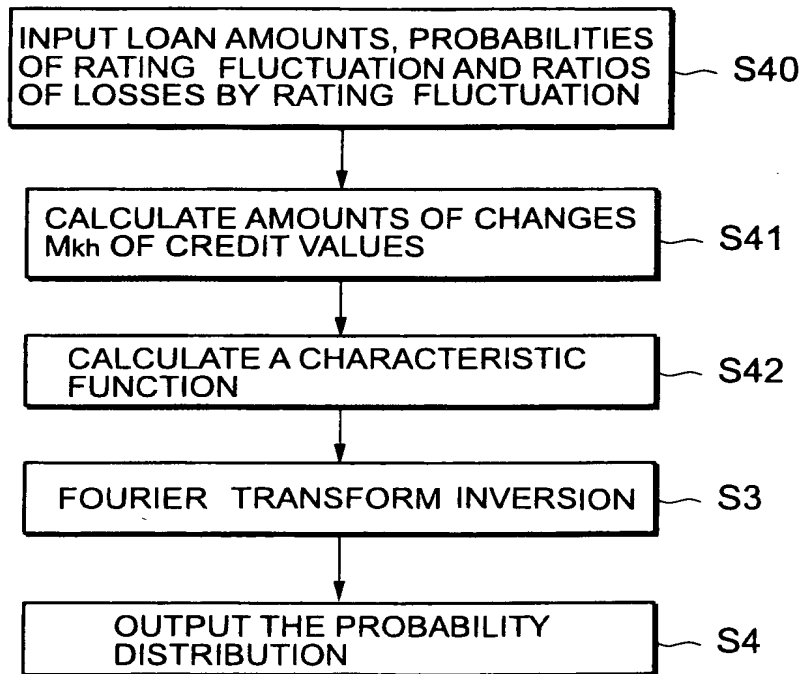 INPUT LOAN AMOUNTS, PROBABILITIES
OF RATING FLUCTUATION AND RATIOS
OF LOSSES BY RATING FLUCTUATION
S40
CALCULATE AMOUNTS OF CHANGES
Mkh OF CREDIT VALUES
S41
CALCULATE A CHARACTERISTIC
FUNCTION
S42
FOURIER TRANSFORM INVERSION
S3
OUTPUT THE PROBABILITY
DISTRIBUTION
S4